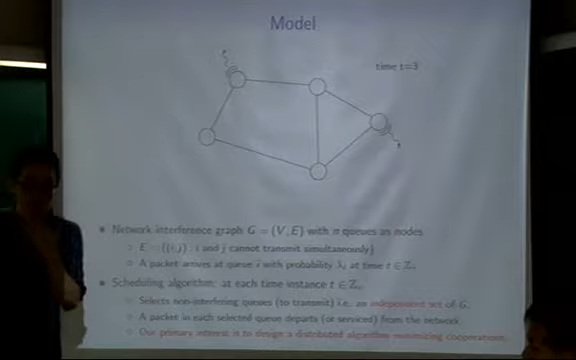 Model
time t=3
Network interference graph G = (V, E) with n queues as nodes
E = {(i, j) : i and j cannot transmit simultaneously}
A packet arrives at queue i with probability λᵢ at time t ∈ ℤ₊
Scheduling algorithm: at each time instance t ∈ ℤ₊
Selects non-interfering queues (to transmit) i.e. an independent set of G.
A packet in each selected queue departs (or serviced) from the network
Our primary interest is to design a distributed algorithm minimizing cooperations